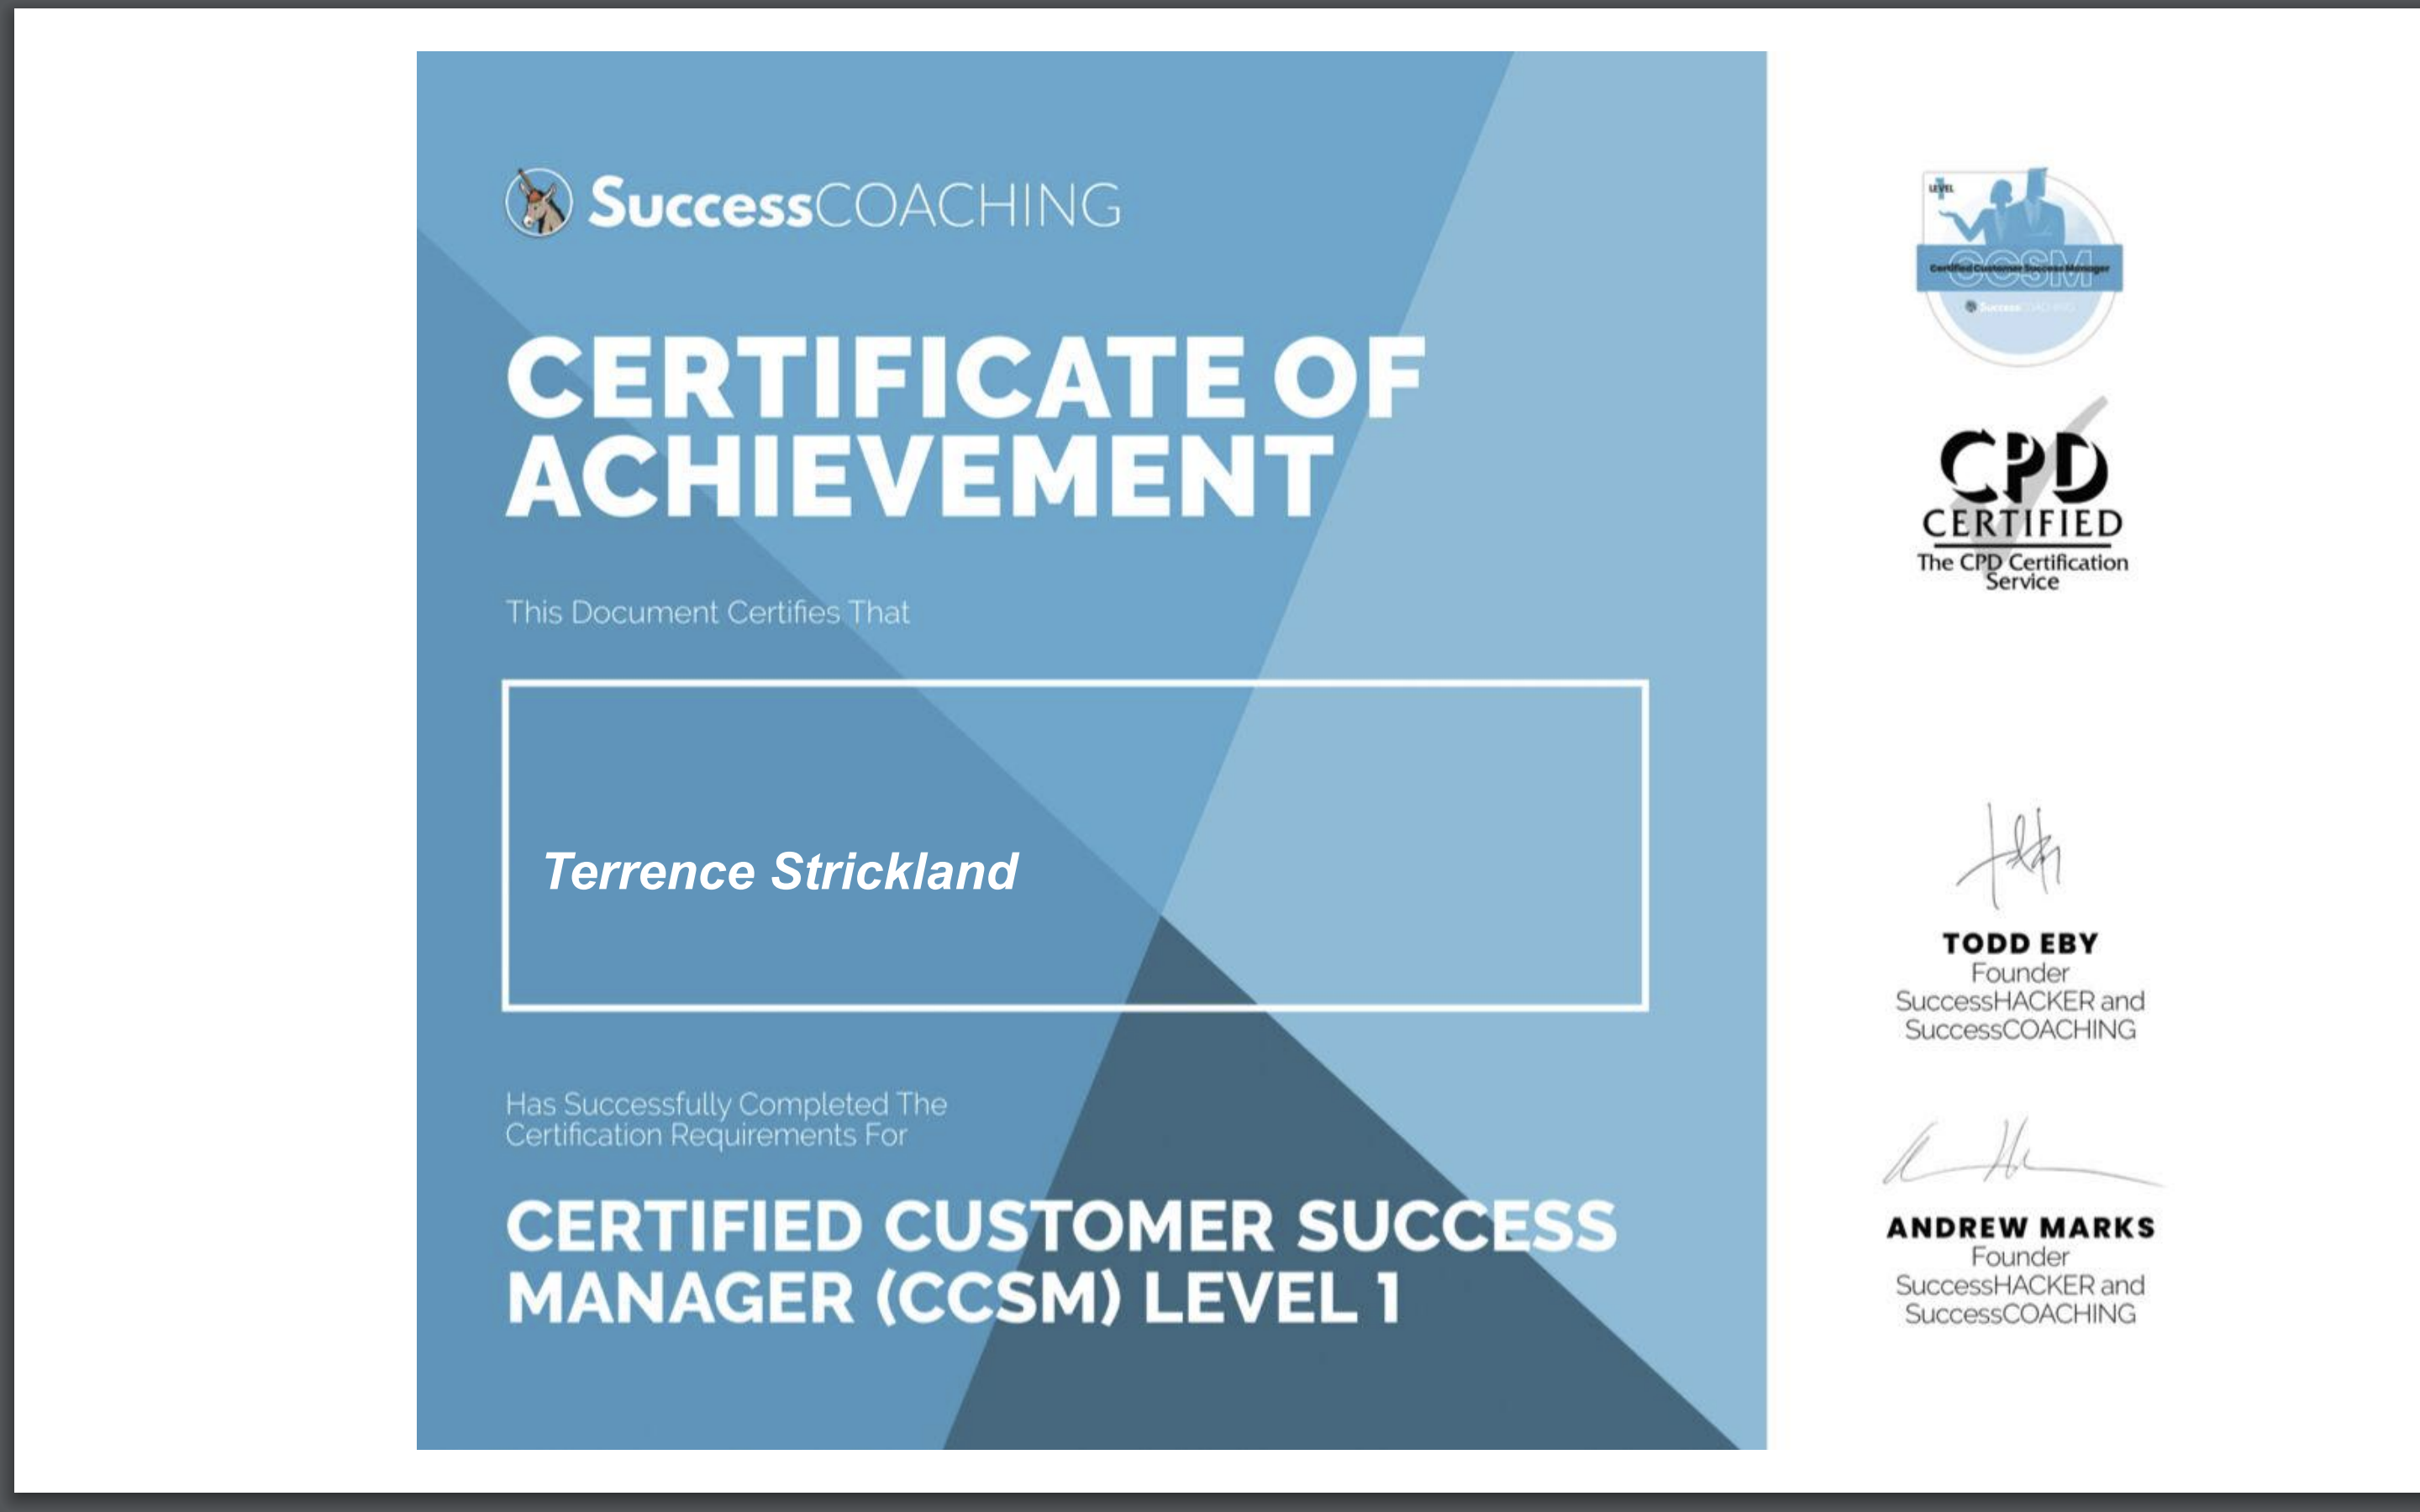 SuccessCOACHING
CERTIFICATE OF
ACHIEVEMENT
This Document Certifies That
Terrence Strickland
Has Successfully Completed The
Certification Requirements For
CERTIFIED CUSTOMER SUCCESS
MANAGER (CCSM) LEVEL 1
LEVEL
1
CCSM
Certified Customer Success Manager
SuccessCOACHING
CPD
CERTIFIED
The CPD Certification
Service
TODD EBY
Founder
SuccessHACKER and
SuccessCOACHING
ANDREW MARKS
Founder
SuccessHACKER and
SuccessCOACHING